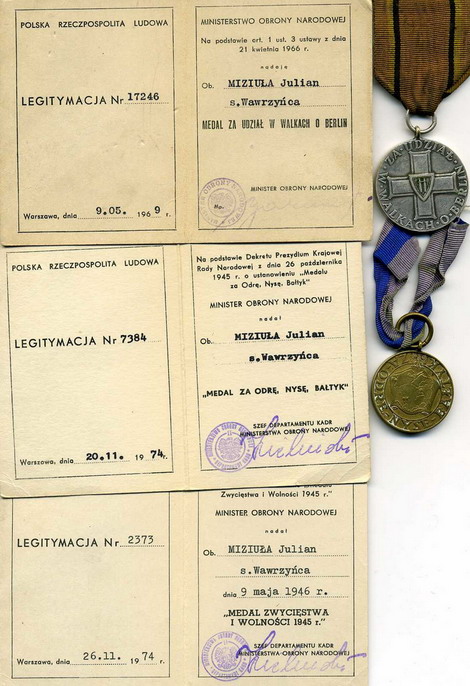 POLSKA RZECZPOSPOLITA LUDOWA
LEGITYMACJA Nr 17246
Warszawa, dnia 9.05. 1969 r.
MINISTERSTWO OBRONY NARODOWEJ
Na podstawie art. 1 ust. 3 ustawy z dnia
21 kwietnia 1966 r.
nadaję
Ob. MIZIUŁA Julian
s.Wawrzyńca
MEDAL ZA UDZIAŁ W WALKACH O BERLIN
MINISTER OBRONY NARODOWEJ
ZA UDZIAŁ W
WALKACH O BERLIN
POLSKA RZECZPOSPOLITA LUDOWA
LEGITYMACJA Nr 7384
Warszawa, dnia 20.11. 1974 r.
Na podstawie Dekretu Prezydium Krajowej
Rady Narodowej z dnia 26 października
1945 r. o ustanowieniu „Medalu
za Odrę, Nysę, Bałtyk"
MINISTER OBRONY NARODOWEJ
nadał
Ob. MIZIUŁA Julian
s.Wawrzyńca
„MEDAL ZA ODRĘ, NYSĘ, BAŁTYK"
SZEF DEPARTAMENTU KADR
MINISTERSTWA OBRONY NARODOWEJ
LEGITYMACJA Nr 2373
Warszawa, dnia 26.11. 1974 r.
Zwycięstwa i Wolności 1945 r."
MINISTER OBRONY NARODOWEJ
nadał
Ob. MIZIUŁA Julian
s.Wawrzyńca
dnia 9 maja 1946 r.
„MEDAL ZWYCIĘSTWA
I WOLNOŚCI 1945 r."
SZEF DEPARTAMENTU KADR
MINISTERSTWA OBRONY NARODOWEJ